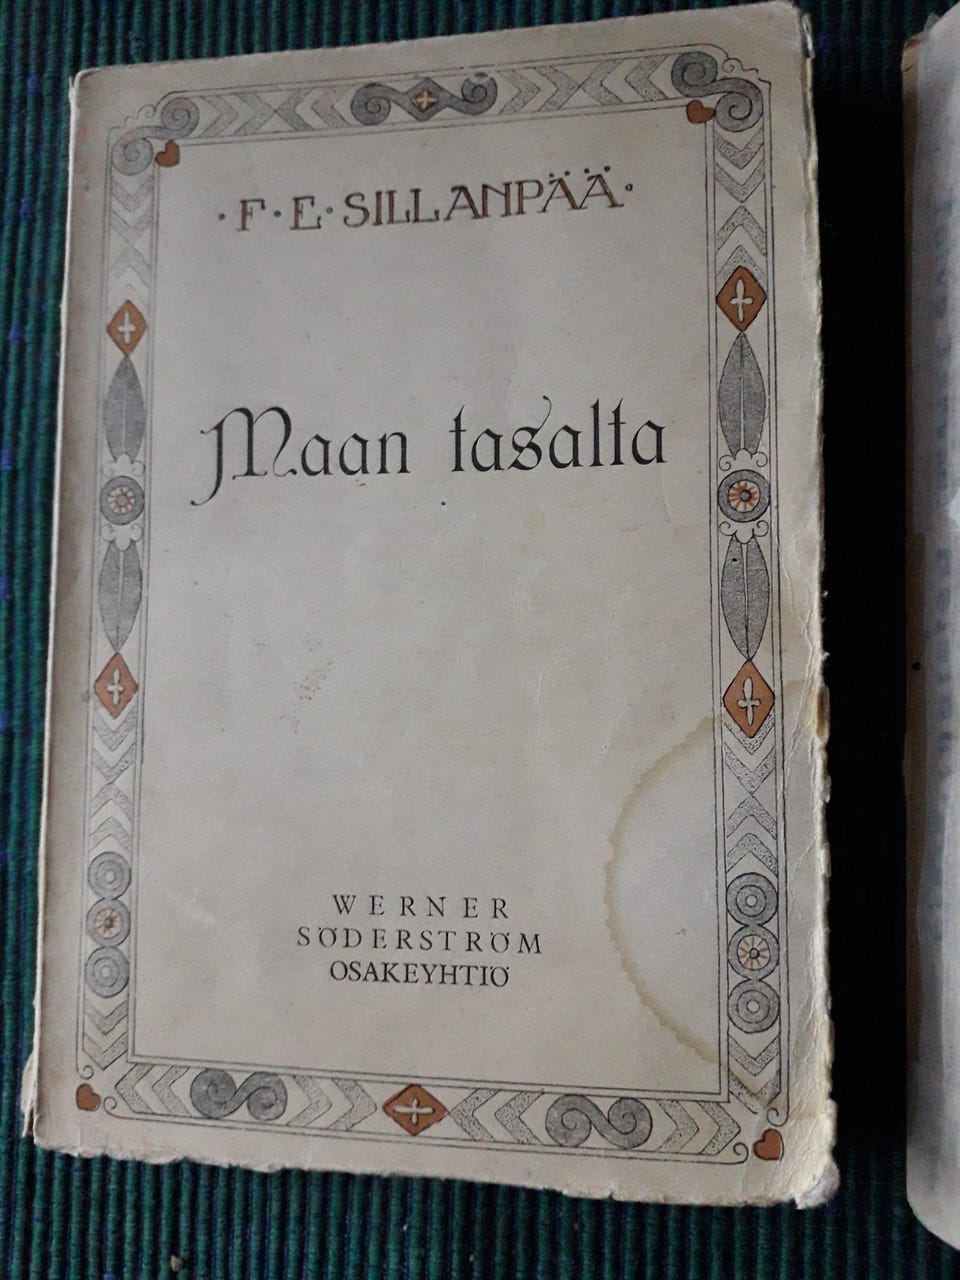 · F · E · SILLANPÄÄ ·
Maan tasalta
WERNER
SÖDERSTRÖM
OSAKEYHTIÖ